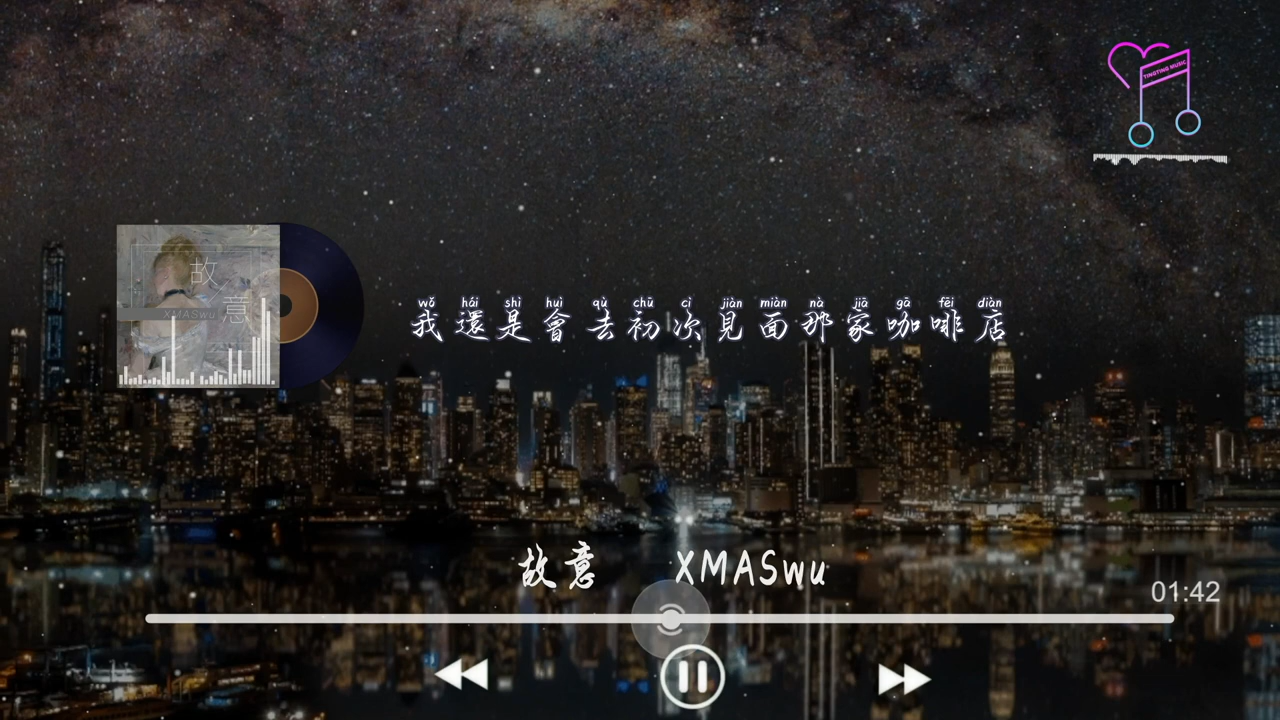 TINGTING MUSIC
故
意
XMASwu
wǒ hái shì huì qù chū cì jiàn miàn nà jiā gā fēi diàn
我還是會去初次見面那家咖啡店
故意 XMASwu
01:42